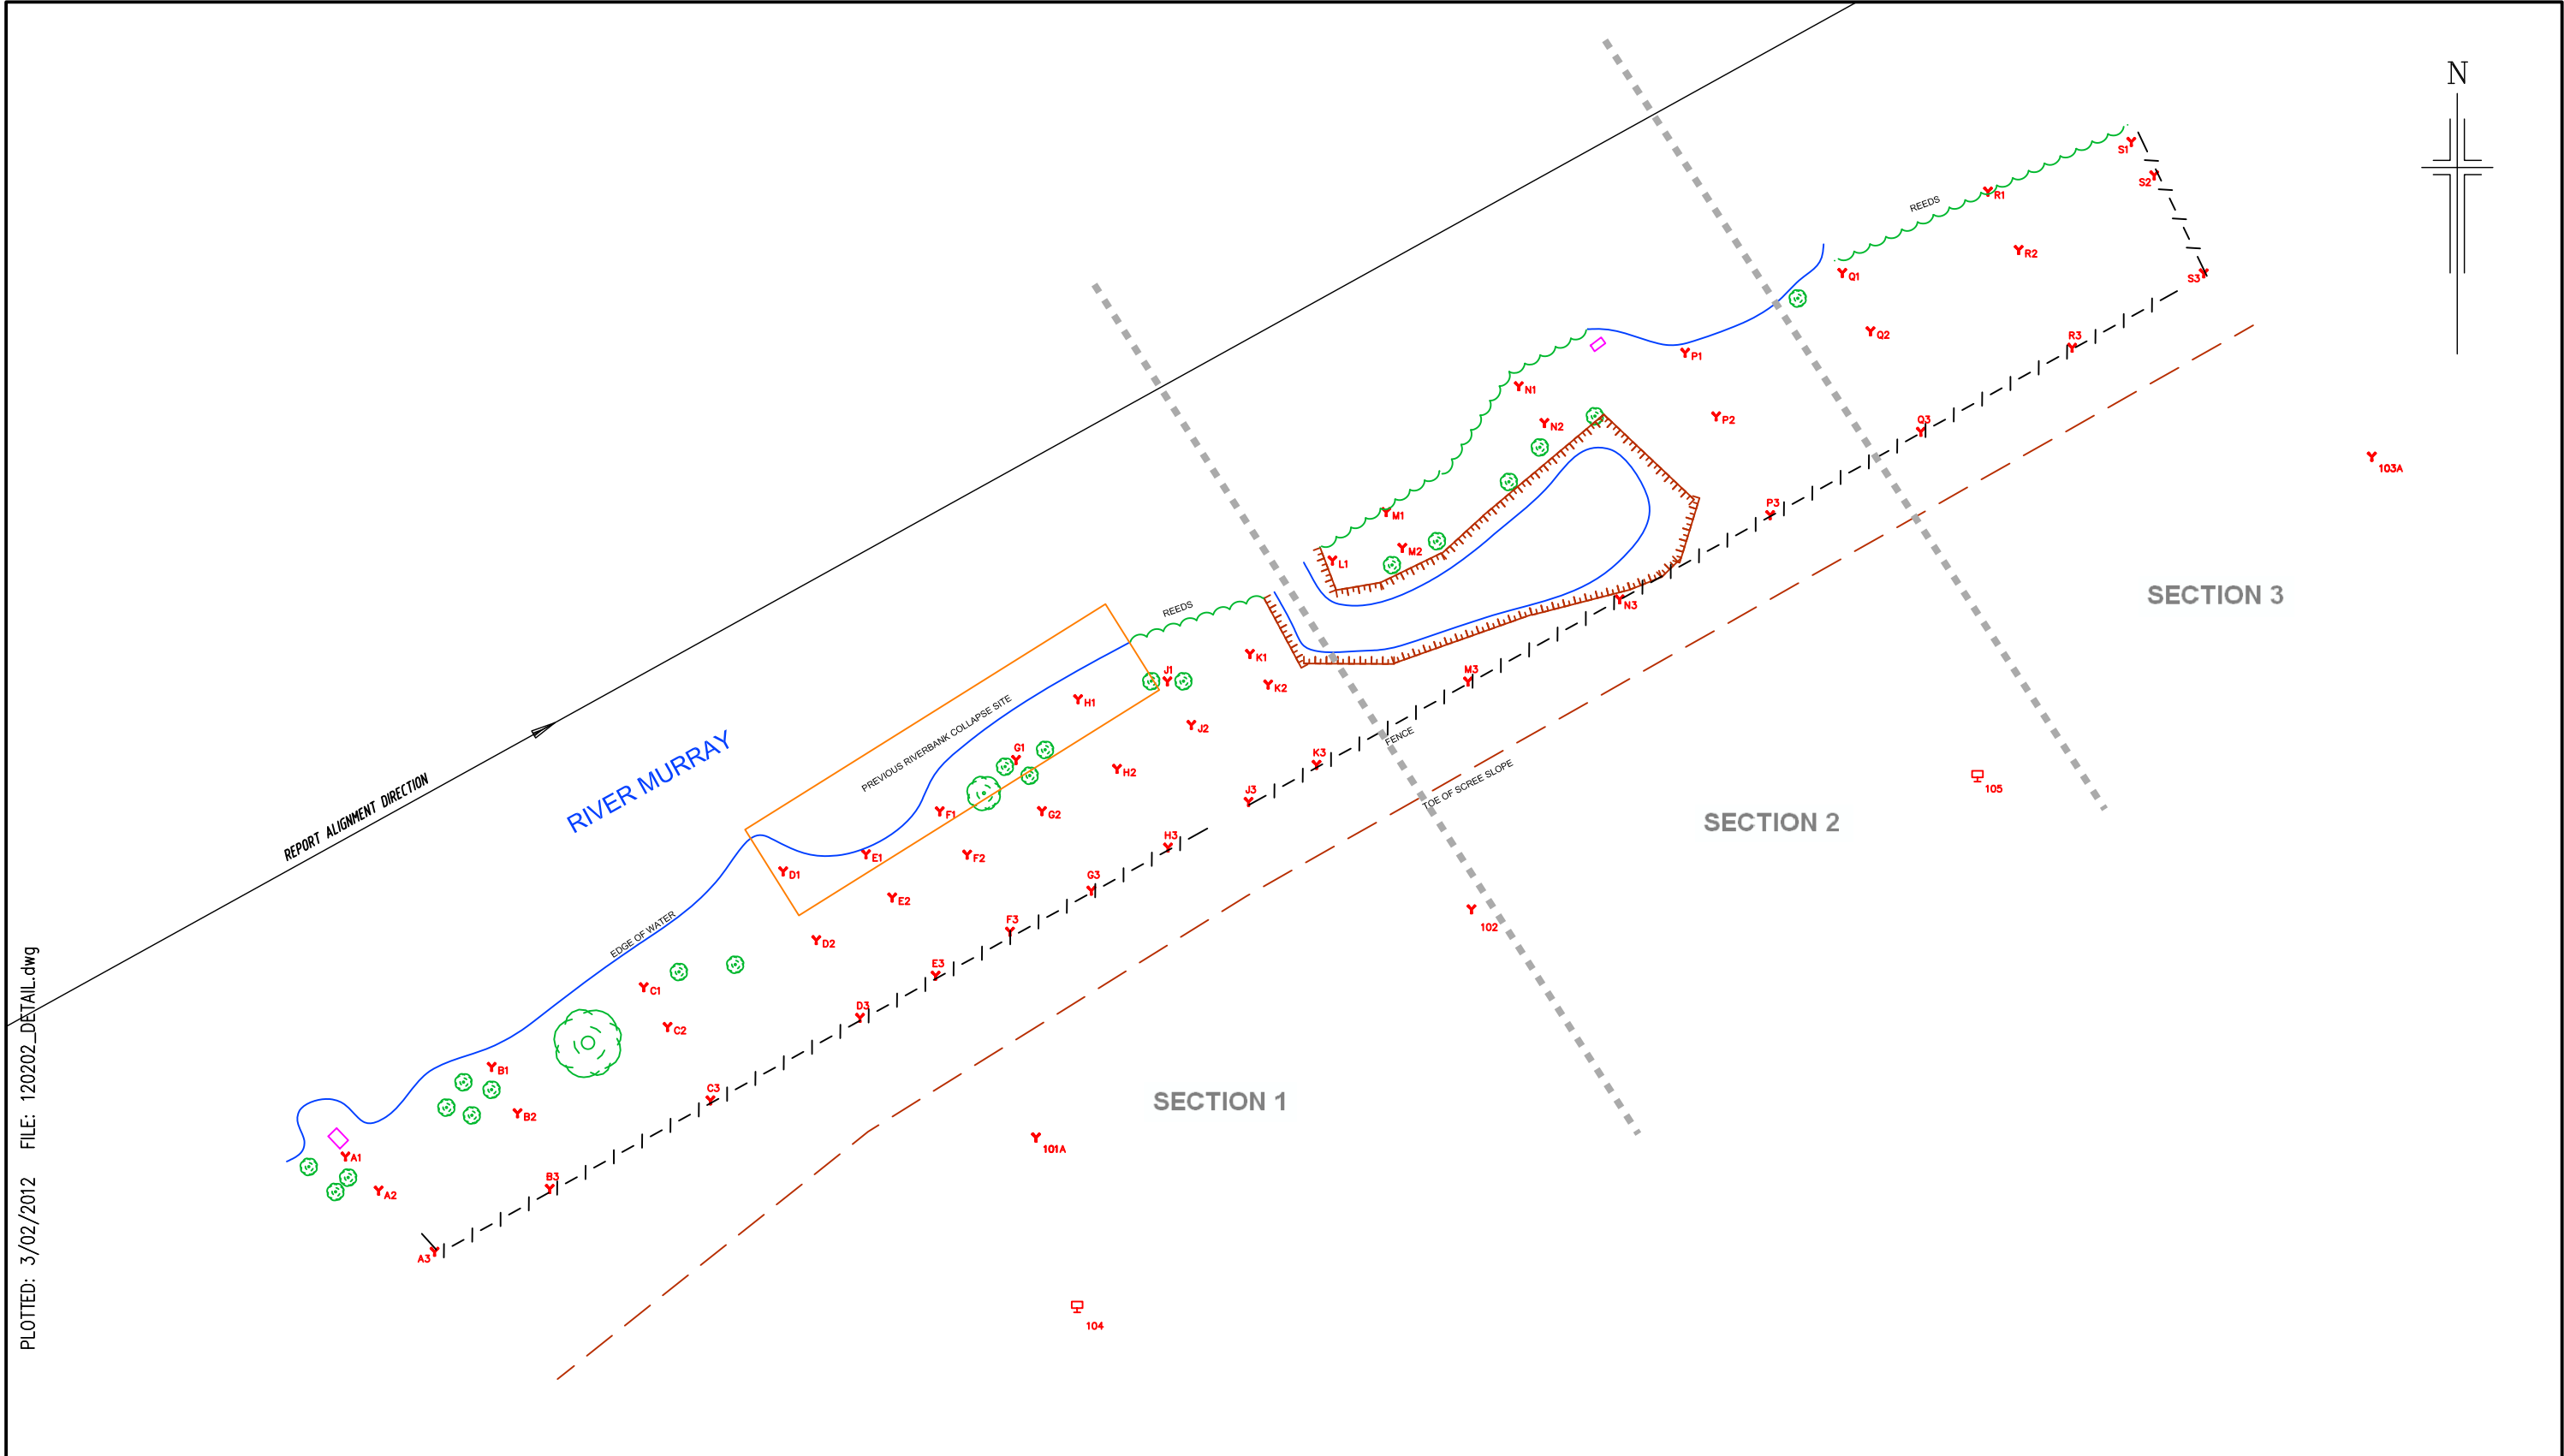 N
S1
S2
R1
REEDS
R2
Q1
S3
Q2
R3
P1
N1
P2
N2
Q3
103A
P3
M1
M2
L1
SECTION 3
N3
REEDS
K1
M3
J1
K2
H1
PREVIOUS RIVERBANK COLLAPSE SITE
J2
FENCE
RIVER MURRAY
G1
K3
H2
TOE OF SCREE SLOPE
105
REPORT ALIGNMENT DIRECTION
J3
F1
G2
SECTION 2
H3
E1
F2
D1
G3
E2
F3
102
EDGE OF WATER
D2
E3
C1
D3
C2
B1
C3
SECTION 1
B2
101A
A1
B3
A2
A3
104
PLOTTED: 3/02/2012 FILE: 120202_DETAIL.dwg